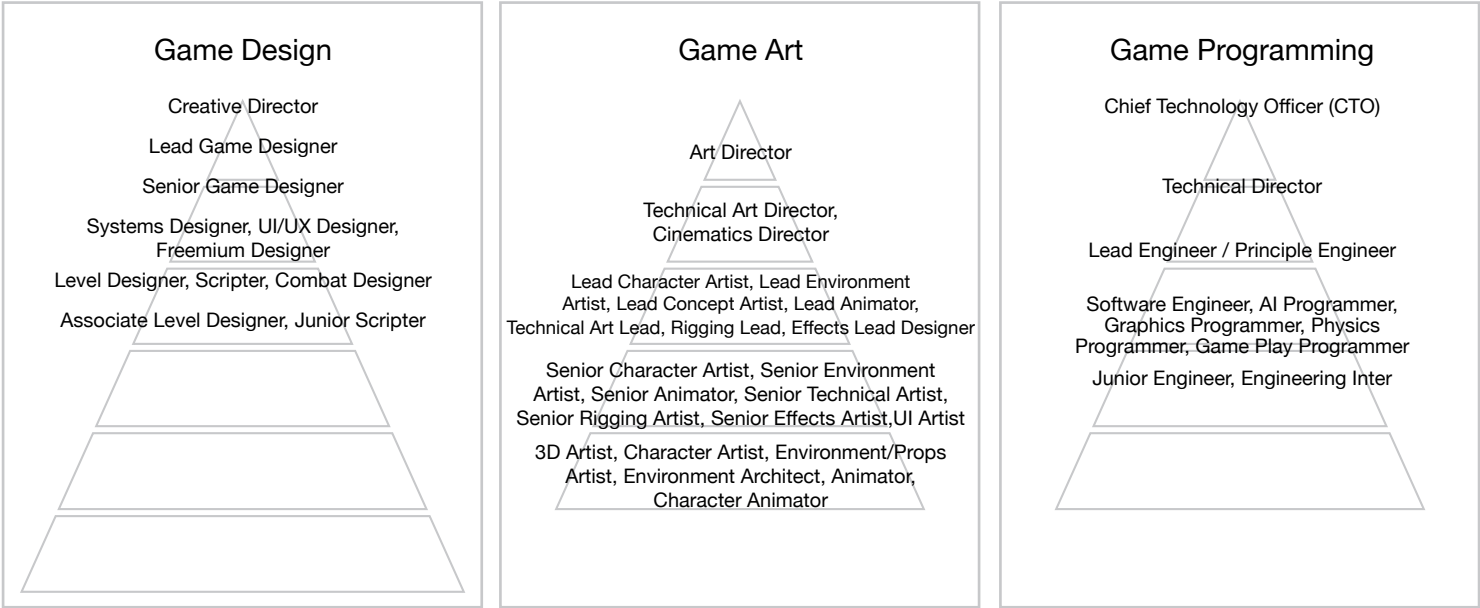 Game Design
Creative Director
Lead Game Designer
Senior Game Designer
Systems Designer, UI/UX Designer,
Freemium Designer
Level Designer, Scripter, Combat Designer
Associate Level Designer, Junior Scripter
Game Art
Art Director
Technical Art Director,
Cinematics Director
Lead Character Artist, Lead Environment
Artist, Lead Concept Artist, Lead Animator,
Technical Art Lead, Rigging Lead, Effects Lead Designer
Senior Character Artist, Senior Environment
Artist, Senior Animator, Senior Technical Artist,
Senior Rigging Artist, Senior Effects Artist,UI Artist
3D Artist, Character Artist, Environment/Props
Artist, Environment Architect, Animator,
Character Animator
Game Programming
Chief Technology Officer (CTO)
Technical Director
Lead Engineer / Principle Engineer
Software Engineer, AI Programmer,
Graphics Programmer, Physics
Programmer, Game Play Programmer
Junior Engineer, Engineering Inter